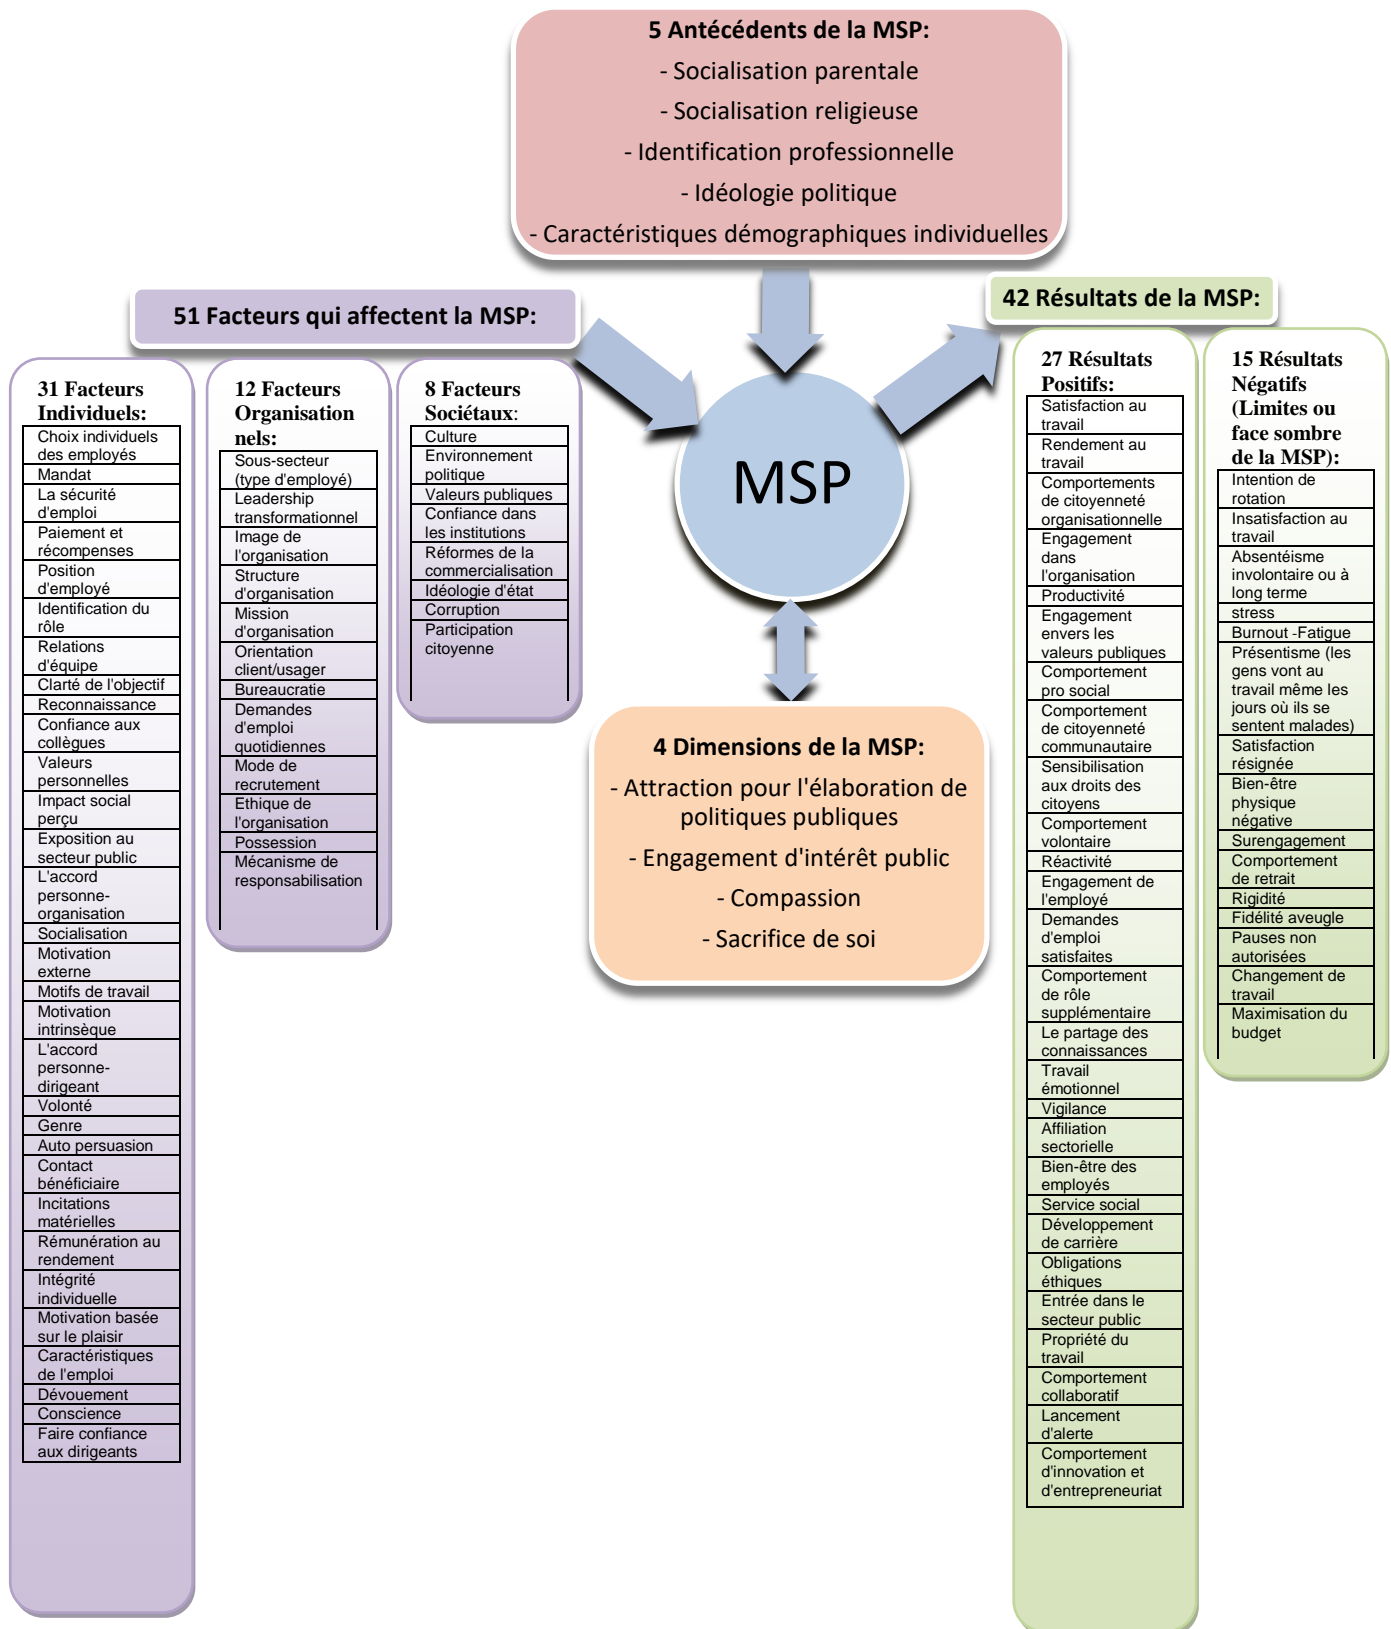 5 Antécédents de la MSP:
- Socialisation parentale
- Socialisation religieuse
- Identification professionnelle
- Idéologie politique
- Caractéristiques démographiques individuelles
51 Facteurs qui affectent la MSP:
42 Résultats de la MSP:
31 Facteurs
Individuels:
Choix individuels
des employés
Mandat
La sécurité
d'emploi
Paiement et
récompenses
Position
d'employé
Identification du
rôle
Relations
d'équipe
Clarté de l'objectif
Reconnaissance
Confiance aux
collègues
Valeurs
personnelles
Impact social
perçu
Exposition au
secteur public
L'accord
personne-
organisation
Socialisation
Motivation
externe
Motifs de travail
Motivation
intrinsèque
L'accord
personne-
dirigeant
Volonté
Genre
Auto persuasion
Contact
bénéficiaire
Incitations
matérielles
Rémunération au
rendement
Intégrité
individuelle
Motivation basée
sur le plaisir
Caractéristiques
de l'emploi
Dévouement
Conscience
Faire confiance
aux dirigeants
12 Facteurs
Organisation
nels:
Sous-secteur
(type d'employé)
Leadership
transformationnel
Image de
l'organisation
Structure
d'organisation
Mission
d'organisation
Orientation
client/usager
Bureaucratie
Demandes
d'emploi
quotidiennes
Mode de
recrutement
Ethique de
l'organisation
Possession
Mécanisme de
responsabilisation
8 Facteurs
Sociétaux:
Culture
Environnement
politique
Valeurs publiques
Confiance dans
les institutions
Réformes de la
commercialisation
Idéologie d'état
Corruption
Participation
citoyenne
MSP
4 Dimensions de la MSP:
- Attraction pour l'élaboration de
politiques publiques
- Engagement d'intérêt public
- Compassion
- Sacrifice de soi
27 Résultats
Positifs:
Satisfaction au
travail
Rendement au
travail
Comportements
de citoyenneté
organisationnelle
Engagement
dans
l'organisation
Productivité
Engagement
envers les
valeurs publiques
Comportement
pro social
Comportement
de citoyenneté
communautaire
Sensibilisation
aux droits des
citoyens
Comportement
volontaire
Réactivité
Engagement de
l'employé
Demandes
d'emploi
satisfaites
Comportement
de rôle
supplémentaire
Le partage des
connaissances
Travail
émotionnel
Vigilance
Affiliation
sectorielle
Bien-être des
employés
Service social
Développement
de carrière
Obligations
éthiques
Entrée dans le
secteur public
Propriété du
travail
Comportement
collaboratif
Lancement
d'alerte
Comportement
d'innovation et
d'entrepreneuriat
15 Résultats
Négatifs
(Limites ou
face sombre
de la MSP):
Intention de
rotation
Insatisfaction au
travail
Absentéisme
involontaire ou à
long terme
stress
Burnout -Fatigue
Présentisme (les
gens vont au
travail même les
jours où ils se
sentent malades)
Satisfaction
résignée
Bien-être
physique
négative
Surengagement
Comportement
de retrait
Rigidité
Fidélité aveugle
Pauses non
autorisées
Changement de
travail
Maximisation du
budget